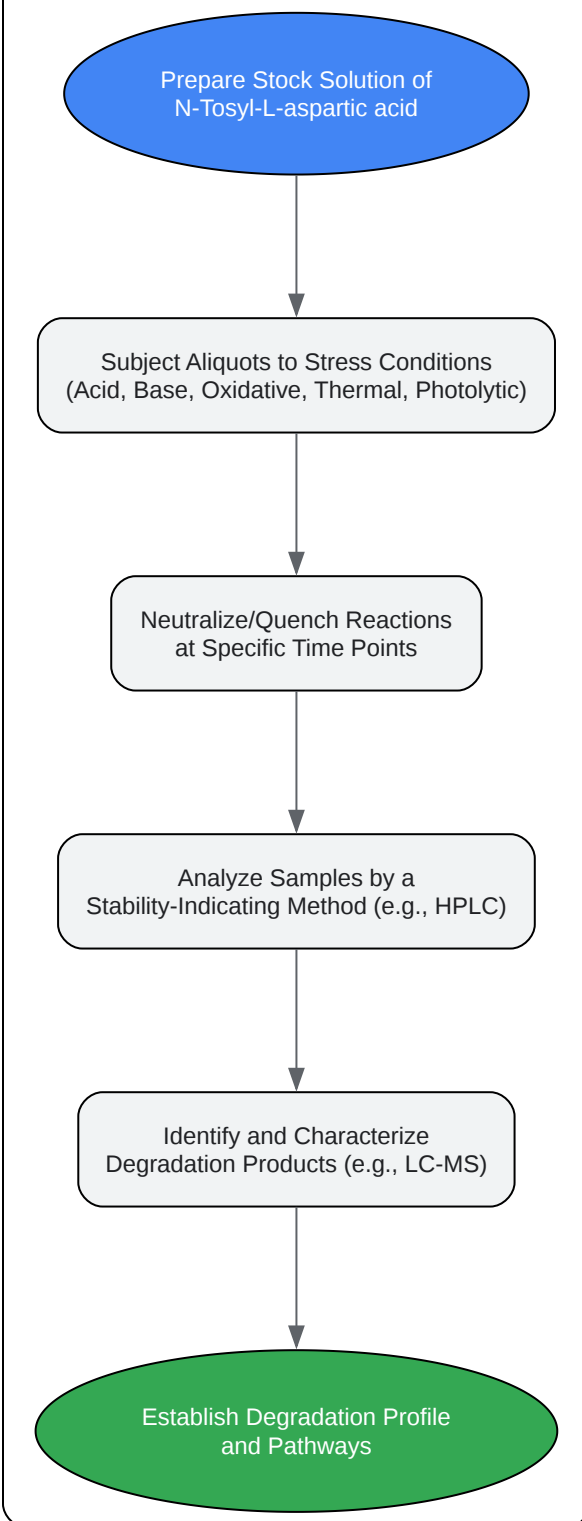 Prepare Stock Solution of
N-Tosyl-L-aspartic acid
Subject Aliquots to Stress Conditions
(Acid, Base, Oxidative, Thermal, Photolytic)
Neutralize/Quench Reactions
at Specific Time Points
Analyze Samples by a
Stability-Indicating Method (e.g., HPLC)
Identify and Characterize
Degradation Products (e.g., LC-MS)
Establish Degradation Profile
and Pathways